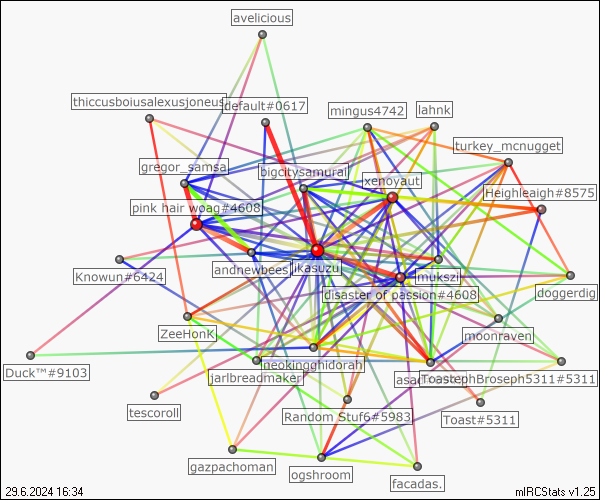 avelicious
thiccusboiusalexusjoneus
default#0617
mingus4742
lahnk
turkey_mcnugget
gregor_samsa
bigcitysamurai
xenoyaut
Heighleaigh#8575
pink hair woag#4608
Knowun#6424
andnewbees
jikasuzu
mukszi
disaster of passion#4608
doggerdig
ZeeHonK
moonraven
neokingghidorah
Duck™#9103
jarlbreadmaker
ToastephBroseph5311#5311
tescoroll
Random Stuf6#5983
Toast#5311
gazpachoman
ogshroom
facadas.
29.6.2024 16:34
mIRCStats v1.25